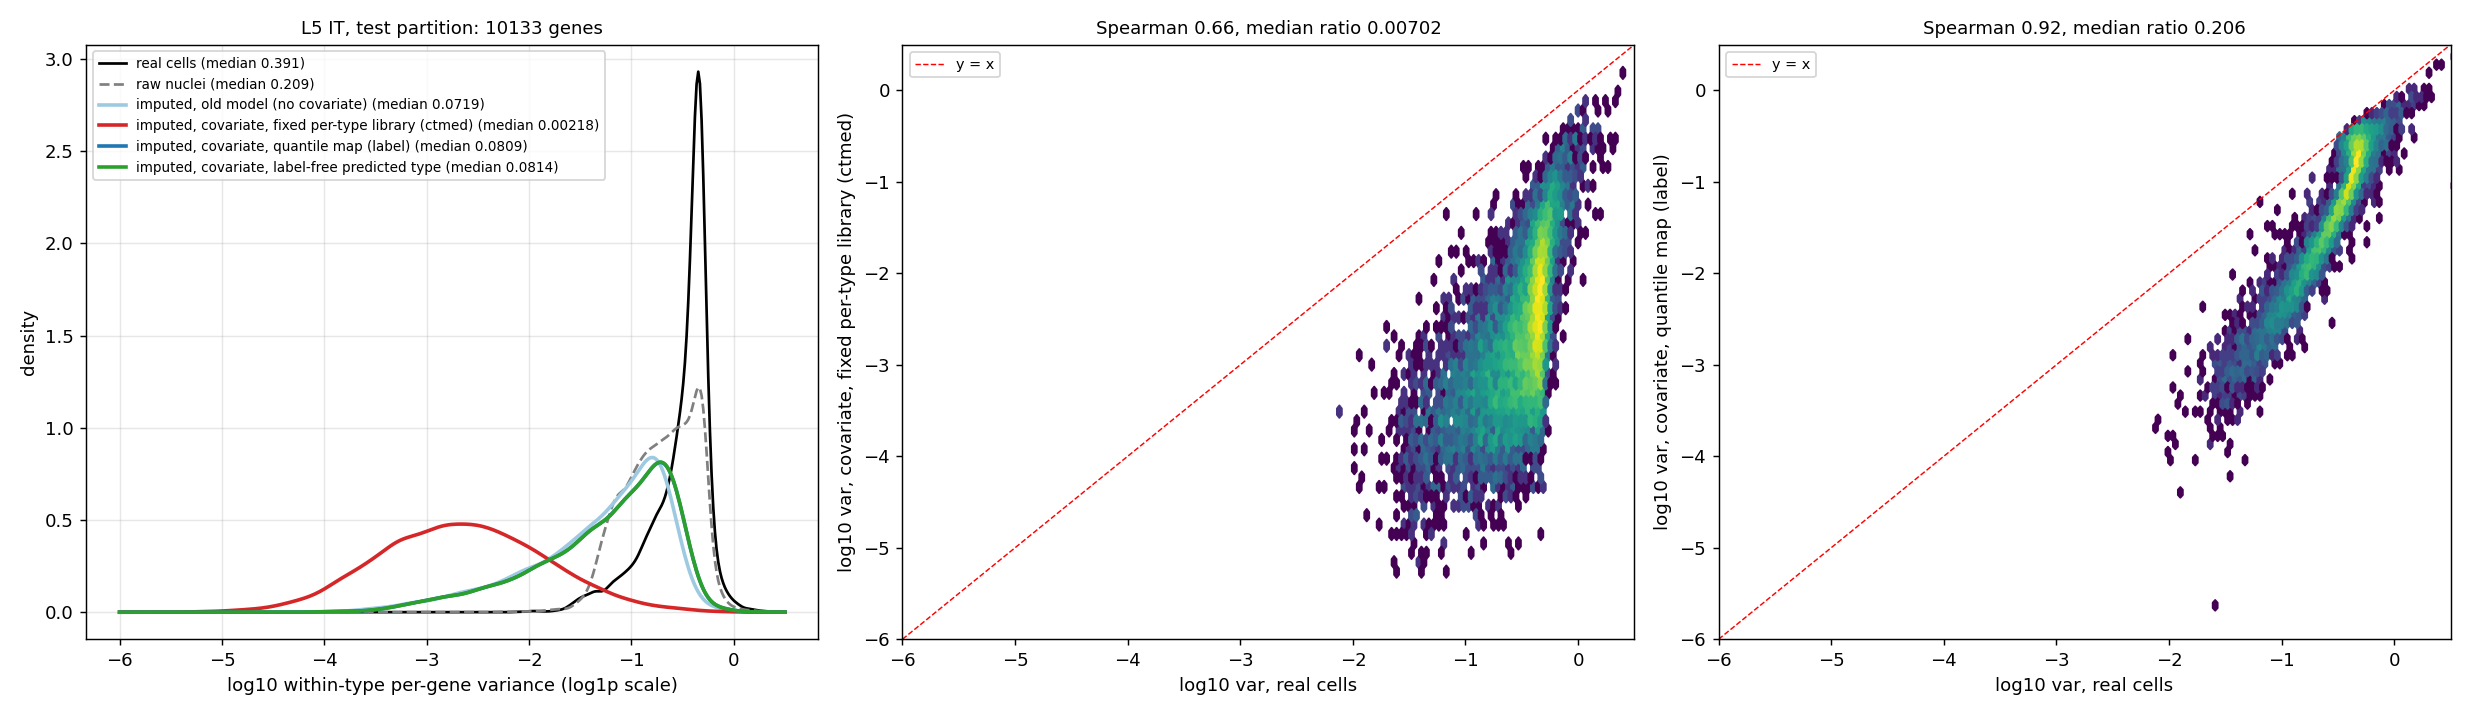 L5 IT, test partition: 10133 genes
real cells (median 0.391)
raw nuclei (median 0.209)
imputed, old model (no covariate) (median 0.0719)
imputed, covariate, fixed per-type library (ctmed) (median 0.00218)
imputed, covariate, quantile map (label) (median 0.0809)
imputed, covariate, label-free predicted type (median 0.0814)
density
3.0
2.5
2.0
1.5
1.0
0.5
0.0
−6 −5 −4 −3 −2 −1 0
log10 within-type per-gene variance (log1p scale)
Spearman 0.66, median ratio 0.00702
y = x
log10 var, covariate, fixed per-type library (ctmed)
0
−1
−2
−3
−4
−5
−6
−6 −5 −4 −3 −2 −1 0
log10 var, real cells
Spearman 0.92, median ratio 0.206
y = x
log10 var, covariate, quantile map (label)
0
−1
−2
−3
−4
−5
−6
−6 −5 −4 −3 −2 −1 0
log10 var, real cells